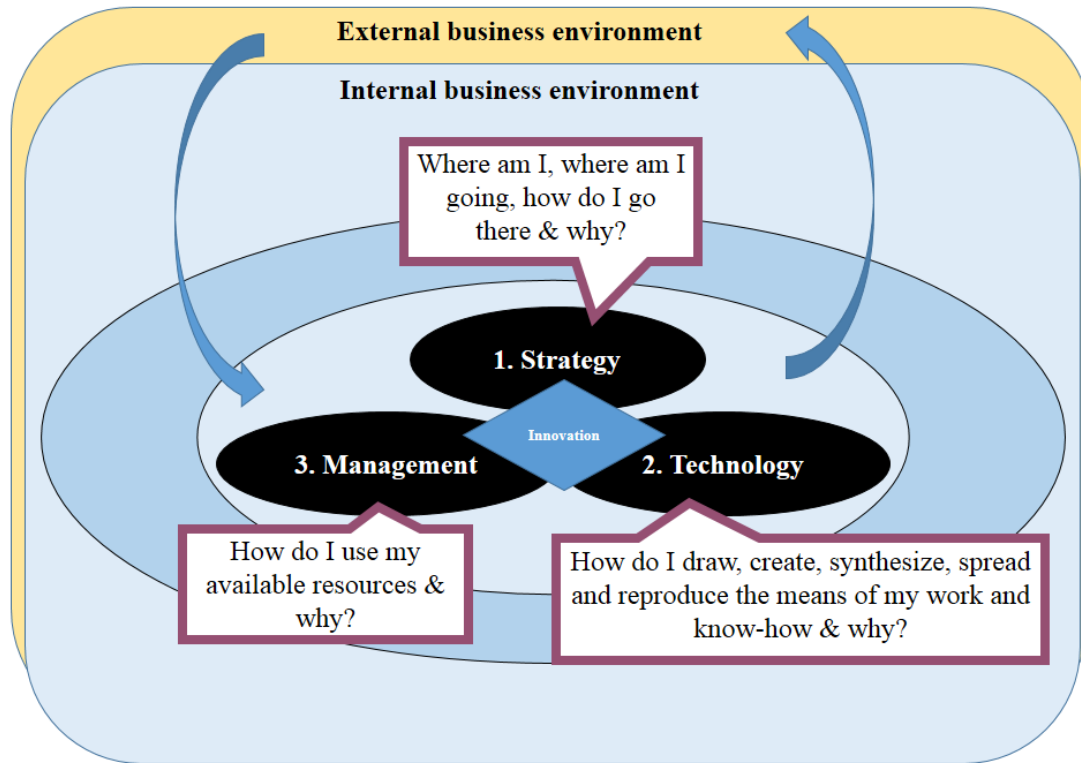 External business environment
Internal business environment
Where am I, where am I
going, how do I go
there & why?
1. Strategy
Innovation
3. Management
2. Technology
How do I use my
available resources &
why?
How do I draw, create, synthesize, spread
and reproduce the means of my work and
know-how & why?